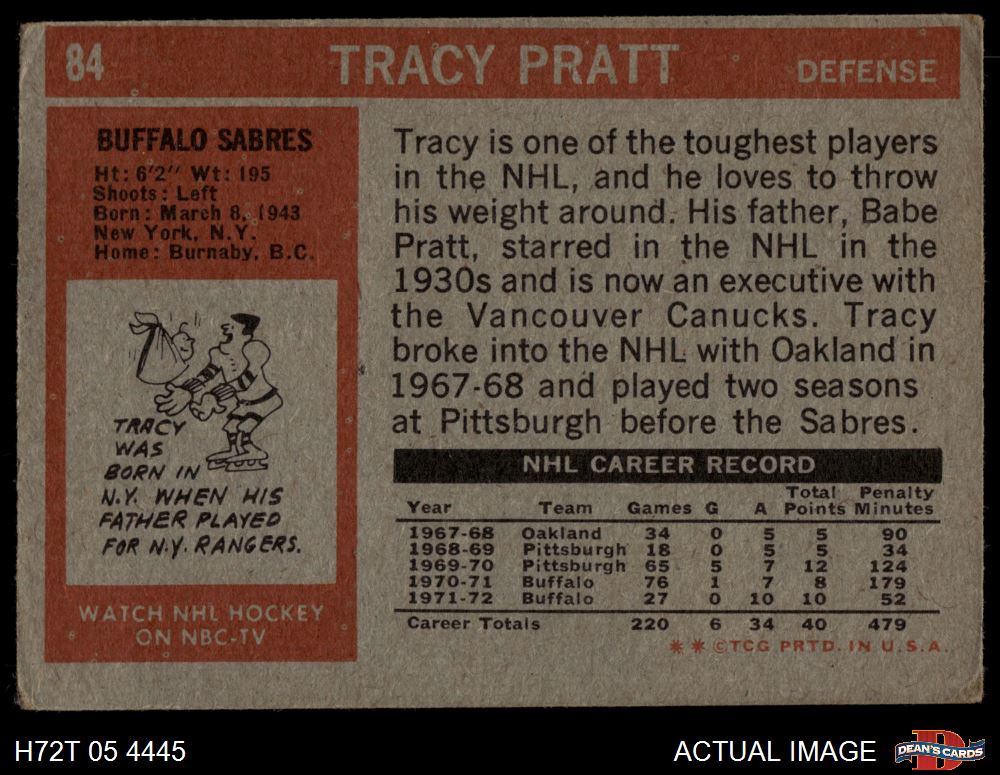 84 TRACY PRATT DEFENSE
BUFFALO SABRES
Ht: 6'2" Wt: 195
Shoots: Left
Born: March 8, 1943
New York, N.Y.
Home: Burnaby, B.C.
TRACY
WAS
BORN IN
N.Y. WHEN HIS
FATHER PLAYED
FOR N.Y. RANGERS.
WATCH NHL HOCKEY
ON NBC-TV
Tracy is one of the toughest players
in the NHL, and he loves to throw
his weight around. His father, Babe
Pratt, starred in the NHL in the
1930s and is now an executive with
the Vancouver Canucks. Tracy
broke into the NHL with Oakland in
1967-68 and played two seasons
at Pittsburgh before the Sabres.
NHL CAREER RECORD
Year Team Games G A Total Points Penalty Minutes
1967-68 Oakland 34 0 5 5 90
1968-69 Pittsburgh 18 0 5 5 34
1969-70 Pittsburgh 65 5 7 12 124
1970-71 Buffalo 76 1 7 8 179
1971-72 Buffalo 27 0 10 10 52
Career Totals 220 6 34 40 479
* * ©TCG PRTD. IN U.S.A.
H72T 05 4445 ACTUAL IMAGE DEAN'S CARDS